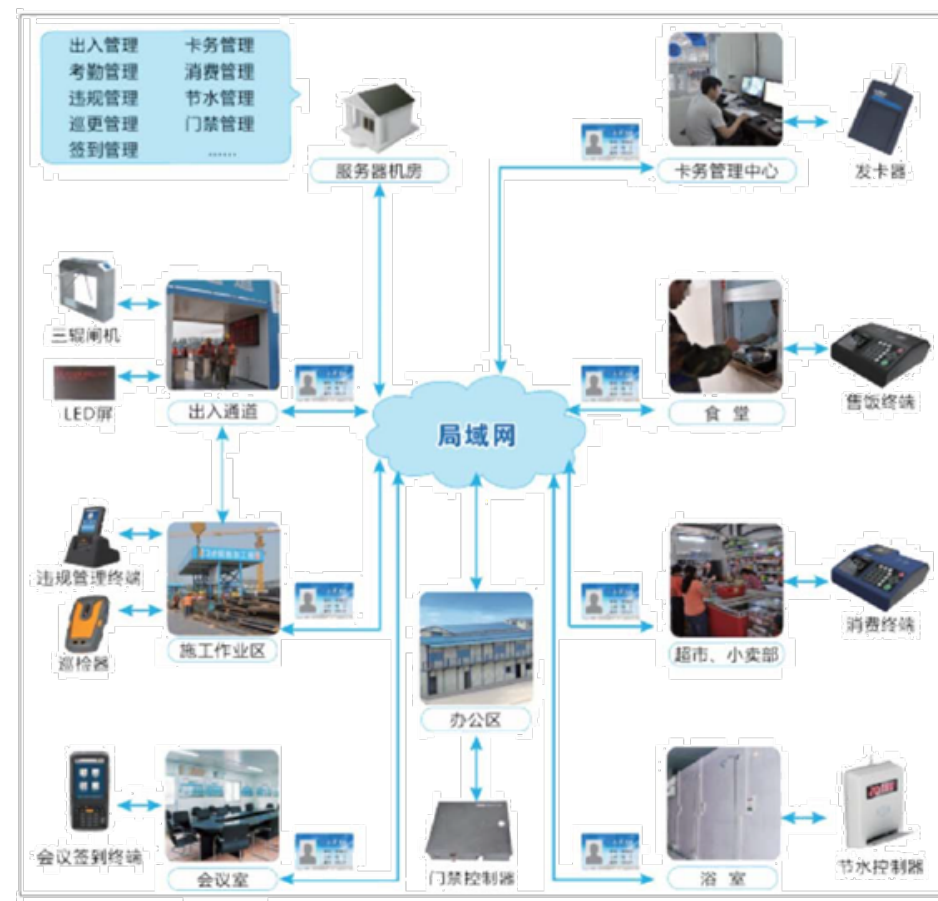 出入管理 卡务管理
考勤管理 消费管理
违规管理 节水管理
巡更管理 门禁管理
签到管理 ......
服务器机房
卡务管理中心
发卡器
三辊闸机
LED屏
出入通道
局域网
食堂
售饭终端
违规管理终端
巡检器
施工作业区
办公区
超市、小卖部
消费终端
会议签到终端
会议室
门禁控制器
浴室
节水控制器